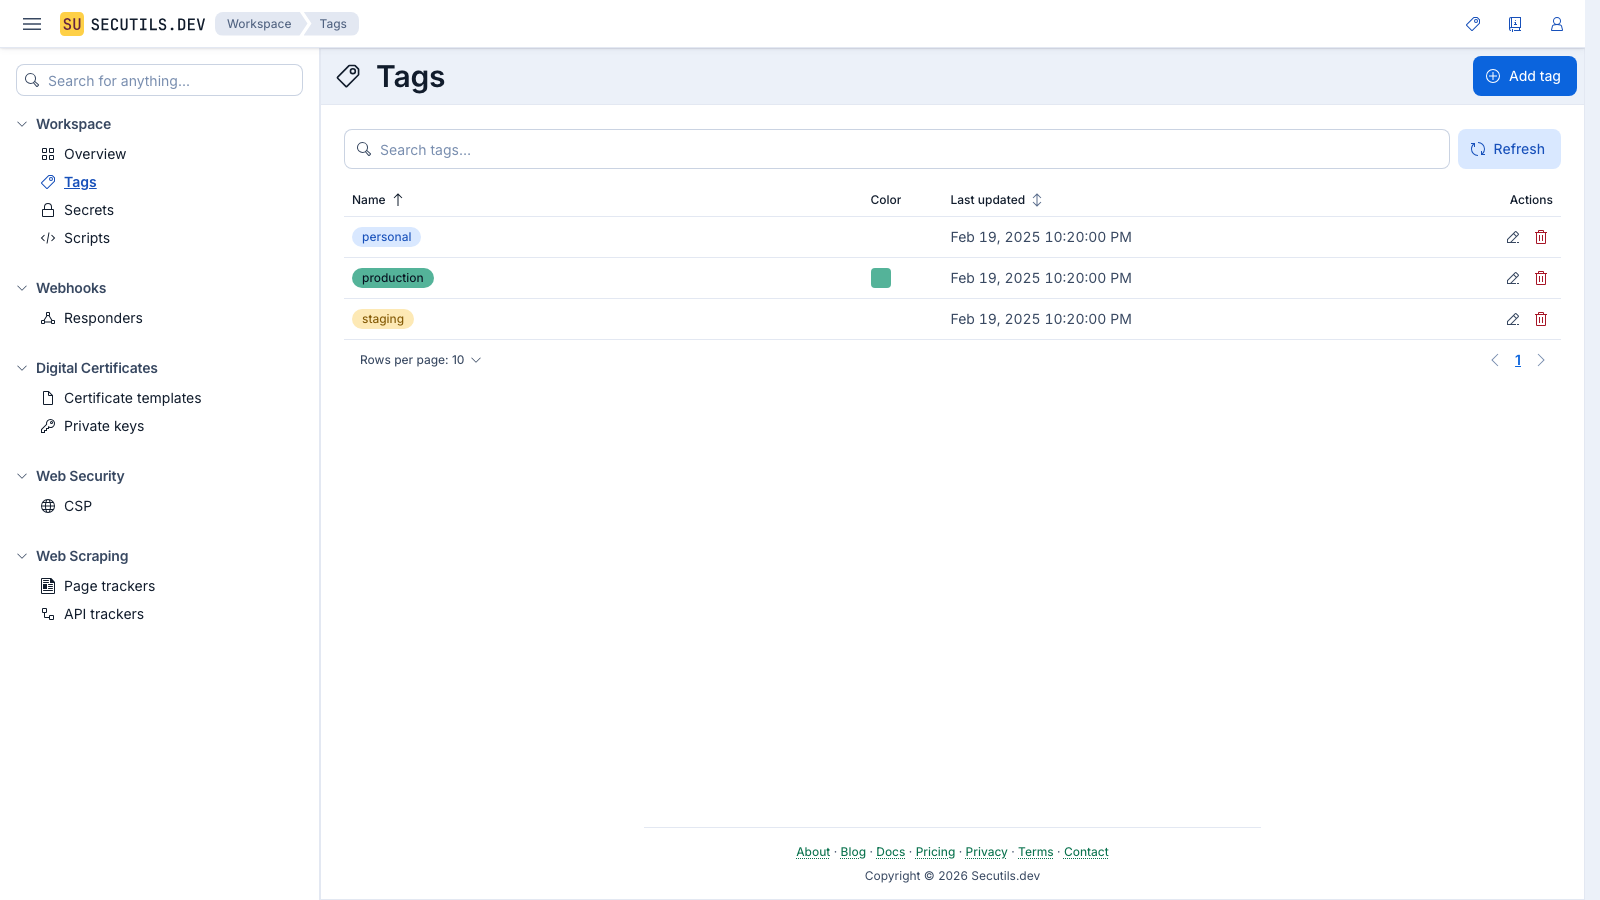 SU SECUTILS.DEV Workspace Tags
Search for anything...
Workspace
Overview
Tags
Secrets
Scripts
Webhooks
Responders
Digital Certificates
Certificate templates
Private keys
Web Security
CSP
Web Scraping
Page trackers
API trackers
Tags
Add tag
Search tags...
Refresh
Name Color Last updated Actions
personal Feb 19, 2025 10:20:00 PM
production Feb 19, 2025 10:20:00 PM
staging Feb 19, 2025 10:20:00 PM
Rows per page: 10
1
About · Blog · Docs · Pricing · Privacy · Terms · Contact
Copyright © 2026 Secutils.dev